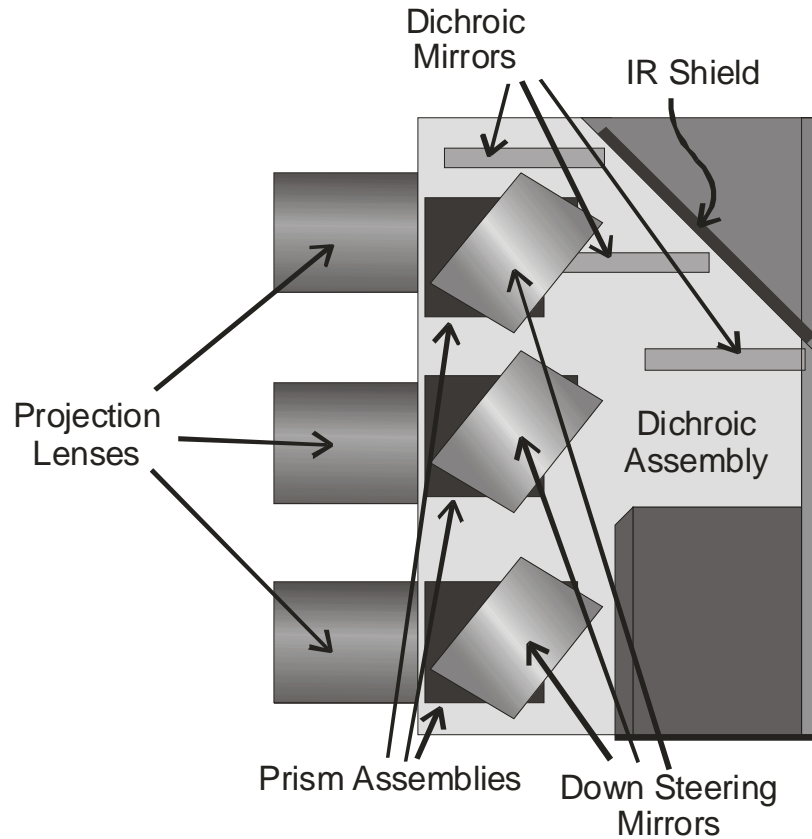 Dichroic
Mirrors
IR Shield
Projection
Lenses
Dichroic
Assembly
Prism Assemblies
Down Steering
Mirrors